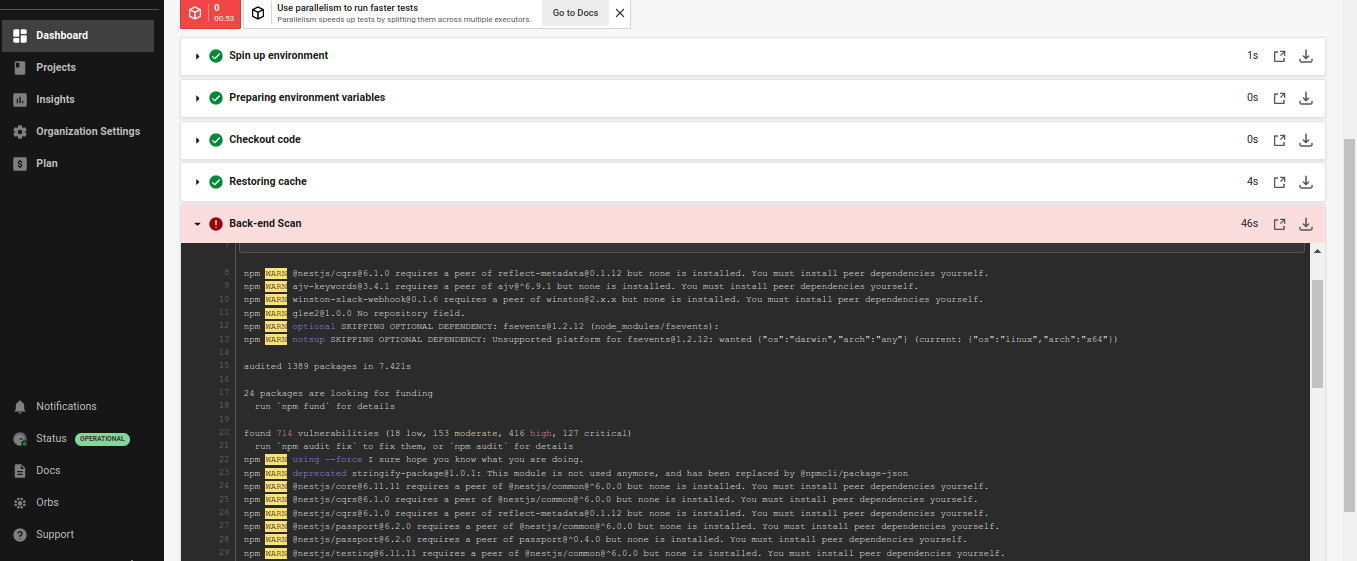 0
00:53
Use parallelism to run faster tests
Parallelism speeds up tests by splitting them across multiple executors.
Go to Docs
Dashboard
Projects
Insights
Organization Settings
Plan
Notifications
Status OPERATIONAL
Docs
Orbs
Support
Spin up environment 1s
Preparing environment variables 0s
Checkout code 0s
Restoring cache 4s
Back-end Scan 46s
7
8 npm WARN @nestjs/cqrs@6.1.0 requires a peer of reflect-metadata@0.1.12 but none is installed. You must install peer dependencies yourself.
9 npm WARN ajv-keywords@3.4.1 requires a peer of ajv@^6.9.1 but none is installed. You must install peer dependencies yourself.
10 npm WARN winston-slack-webhook@0.1.6 requires a peer of winston@2.x.x but none is installed. You must install peer dependencies yourself.
11 npm WARN glee2@1.0.0 No repository field.
12 npm WARN optional SKIPPING OPTIONAL DEPENDENCY: fsevents@1.2.12 (node_modules/fsevents):
13 npm WARN notsup SKIPPING OPTIONAL DEPENDENCY: Unsupported platform for fsevents@1.2.12: wanted {"os":"darwin","arch":"any"} (current: {"os":"linux","arch":"x64"})
14
15 audited 1389 packages in 7.421s
16
17 24 packages are looking for funding
18 run `npm fund` for details
19
20 found 714 vulnerabilities (18 low, 153 moderate, 416 high, 127 critical)
21 run `npm audit fix` to fix them, or `npm audit` for details
22 npm WARN using --force I sure hope you know what you are doing.
23 npm WARN deprecated stringify-package@1.0.1: This module is not used anymore, and has been replaced by @npmcli/package-json
24 npm WARN @nestjs/core@6.11.11 requires a peer of @nestjs/common@^6.0.0 but none is installed. You must install peer dependencies yourself.
25 npm WARN @nestjs/cqrs@6.1.0 requires a peer of @nestjs/common@^6.0.0 but none is installed. You must install peer dependencies yourself.
26 npm WARN @nestjs/cqrs@6.1.0 requires a peer of reflect-metadata@0.1.12 but none is installed. You must install peer dependencies yourself.
27 npm WARN @nestjs/passport@6.2.0 requires a peer of @nestjs/common@^6.0.0 but none is installed. You must install peer dependencies yourself.
28 npm WARN @nestjs/passport@6.2.0 requires a peer of passport@^0.4.0 but none is installed. You must install peer dependencies yourself.
29 npm WARN @nestjs/testing@6.11.11 requires a peer of @nestjs/common@^6.0.0 but none is installed. You must install peer dependencies yourself.